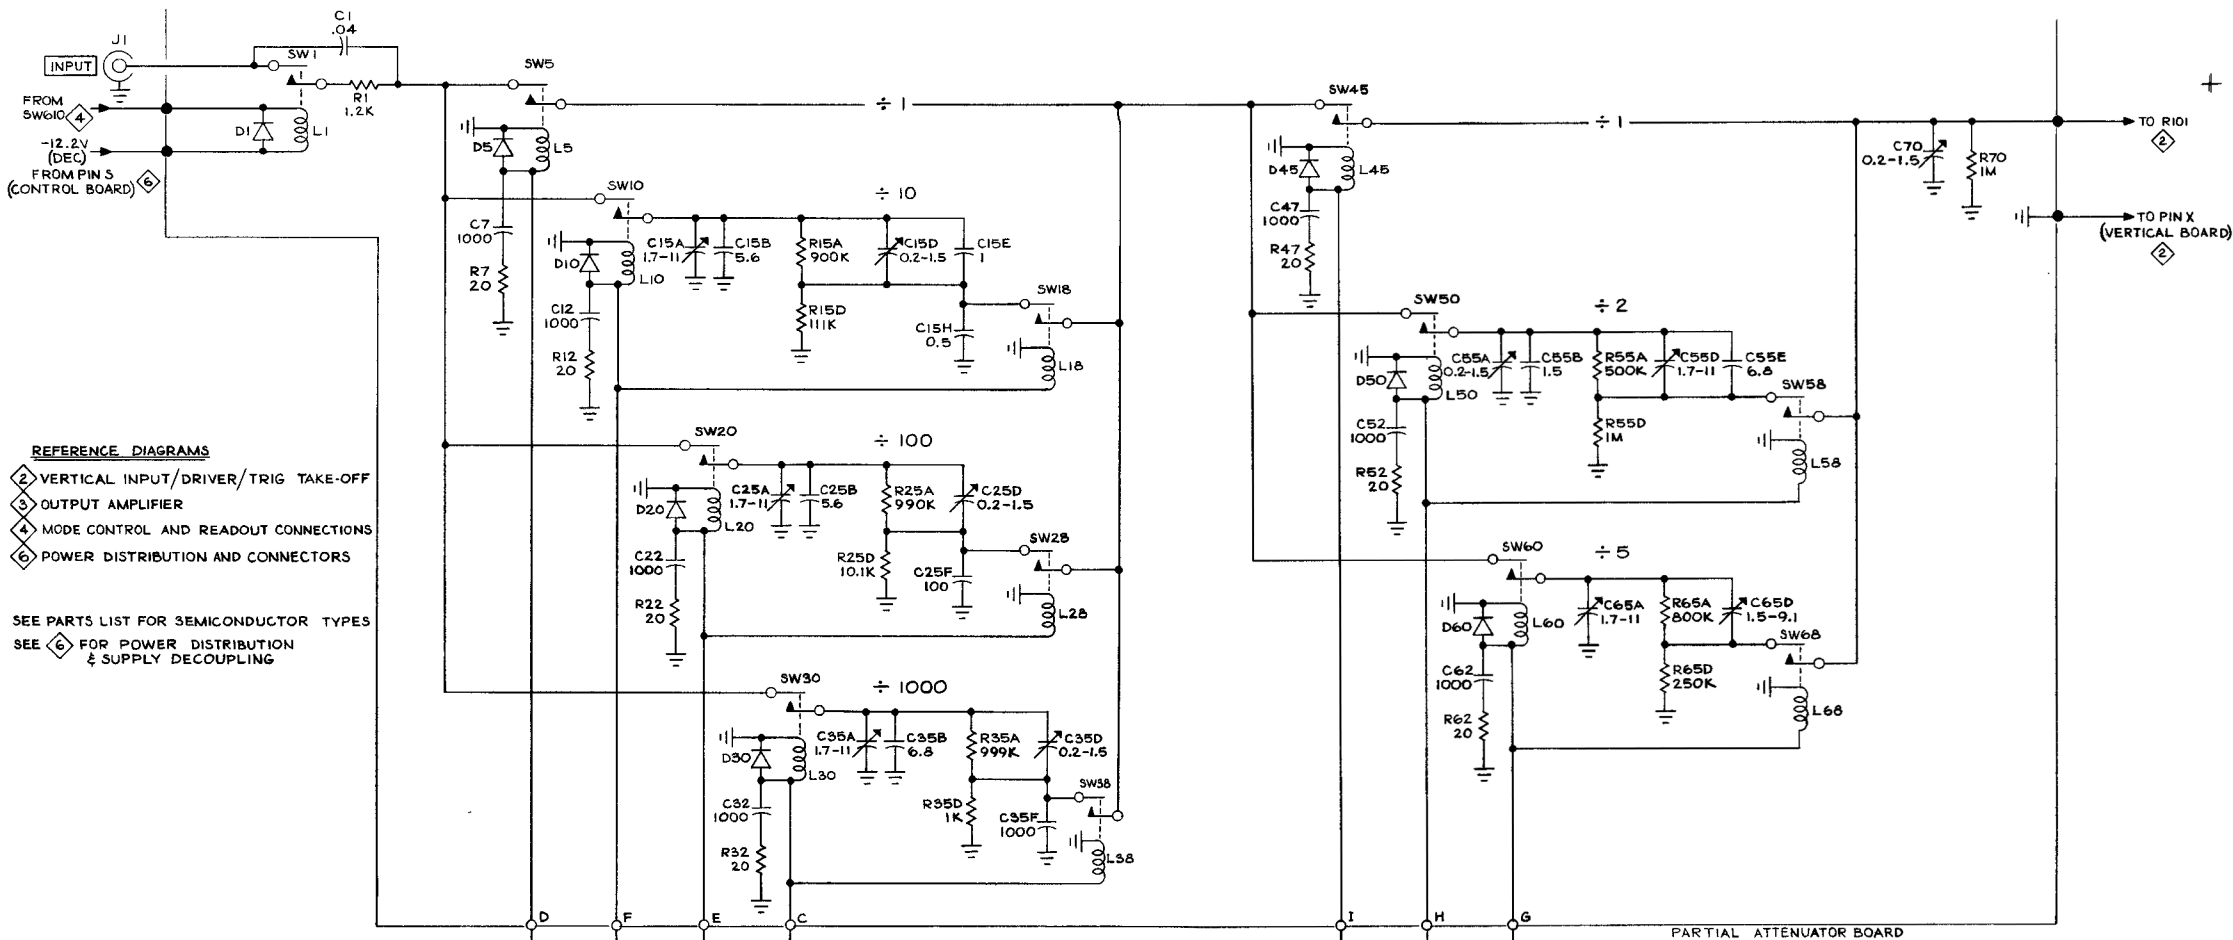 C1
.04
J1
SW1
INPUT
R1
1.2K
FROM
SW610
4
D1
L1
-12.2V
(DEC)
FROM PIN S
(CONTROL BOARD)
6
SW5
÷ 1
D5
L5
C7
1000
R7
20
SW10
÷ 10
D10
L10
C12
1000
R12
20
C15A
1.7-11
C15B
5.6
R15A
900K
C15D
0.2-1.5
C15E
1
R15D
111K
C15H
0.5
SW18
L18
SW20
÷ 100
D20
L20
C22
1000
R22
20
C25A
1.7-11
C25B
5.6
R25A
990K
C25D
0.2-1.5
R25D
10.1K
C25F
100
SW28
L28
SW30
÷ 1000
D30
L30
C32
1000
R32
20
C35A
1.7-11
C35B
6.8
R35A
999K
C35D
0.2-1.5
R35D
1K
C35F
1000
SW38
L38
SW45
÷ 1
D45
L45
C47
1000
R47
20
C70
0.2-1.5
R70
1M
TO R101
2
TO PIN X
(VERTICAL BOARD)
2
SW50
÷ 2
D50
L50
C52
1000
R52
20
C55A
0.2-1.5
C55B
1.5
R55A
500K
C55D
1.7-11
C55E
6.8
R55D
1M
SW58
L58
SW60
÷ 5
D60
L60
C62
1000
R62
20
C65A
1.7-11
R65A
800K
C65D
1.5-9.1
R65D
250K
SW68
L68
REFERENCE DIAGRAMS
2 VERTICAL INPUT/DRIVER/TRIG TAKE-OFF
3 OUTPUT AMPLIFIER
4 MODE CONTROL AND READOUT CONNECTIONS
6 POWER DISTRIBUTION AND CONNECTORS
SEE PARTS LIST FOR SEMICONDUCTOR TYPES
SEE 6 FOR POWER DISTRIBUTION
& SUPPLY DECOUPLING
D
F
E
C
I
H
G
PARTIAL ATTENUATOR BOARD